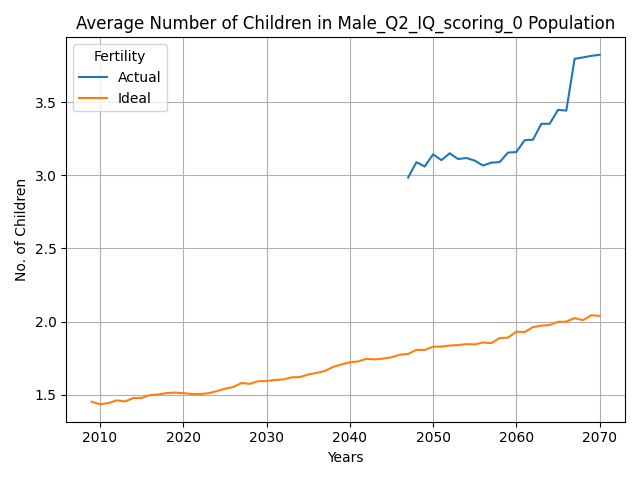 Average Number of Children in Male_Q2_IQ_scoring_0 Population
Fertility
Actual
Ideal
No. of Children
3.5
3.0
2.5
2.0
1.5
2010 2020 2030 2040 2050 2060 2070
Years